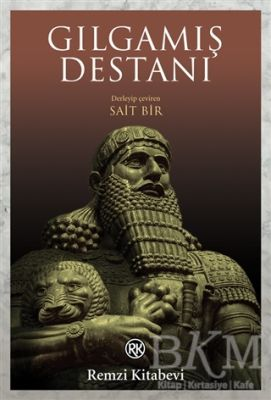 GILGAMIŞ
DESTANI
Derleyip çeviren
SAİT BİR
RK
Remzi Kitabevi
BKM
Kitap | Kırtasiye | Kafe